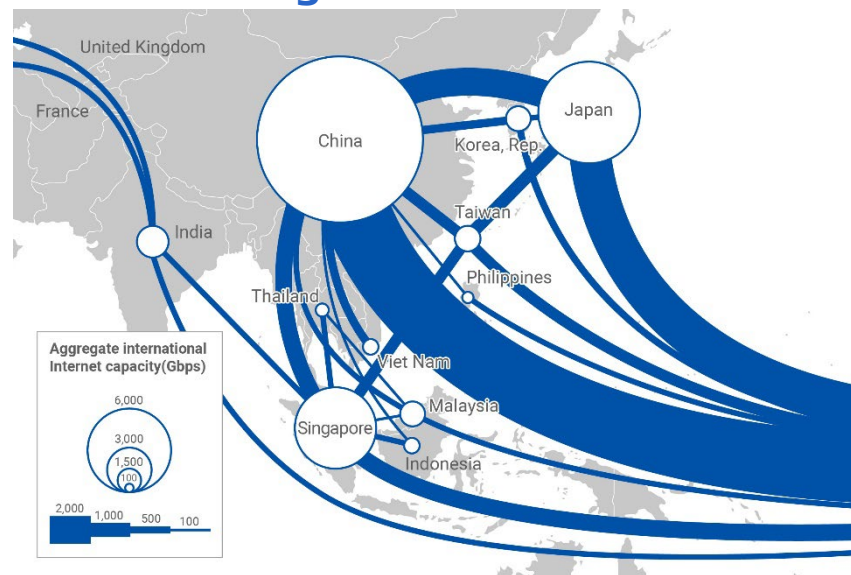 United Kingdom
France
China
Japan
Korea, Rep.
Taiwan
India
Philippines
Thailand
Viet Nam
Malaysia
Singapore
Indonesia
Aggregate international
Internet capacity(Gbps)
6,000
3,000
1,500
100
2,000
1,000
500
100